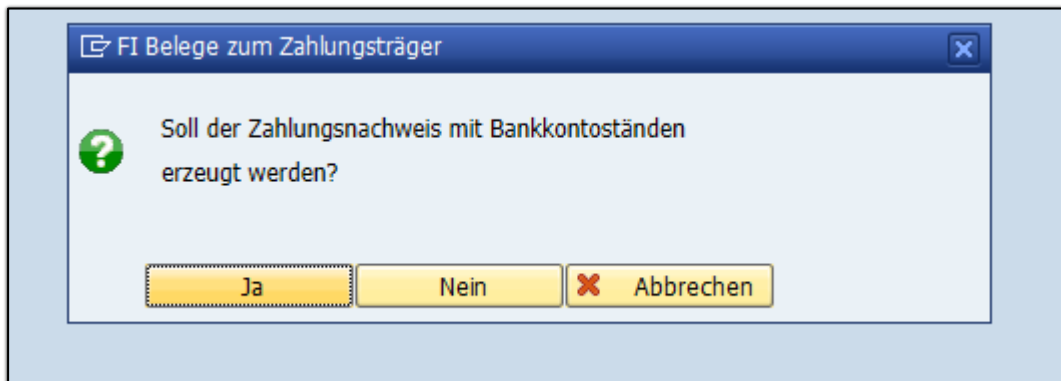 FI Belege zum Zahlungsträger
Soll der Zahlungsnachweis mit Bankkontoständen
erzeugt werden?
Ja Nein Abbrechen